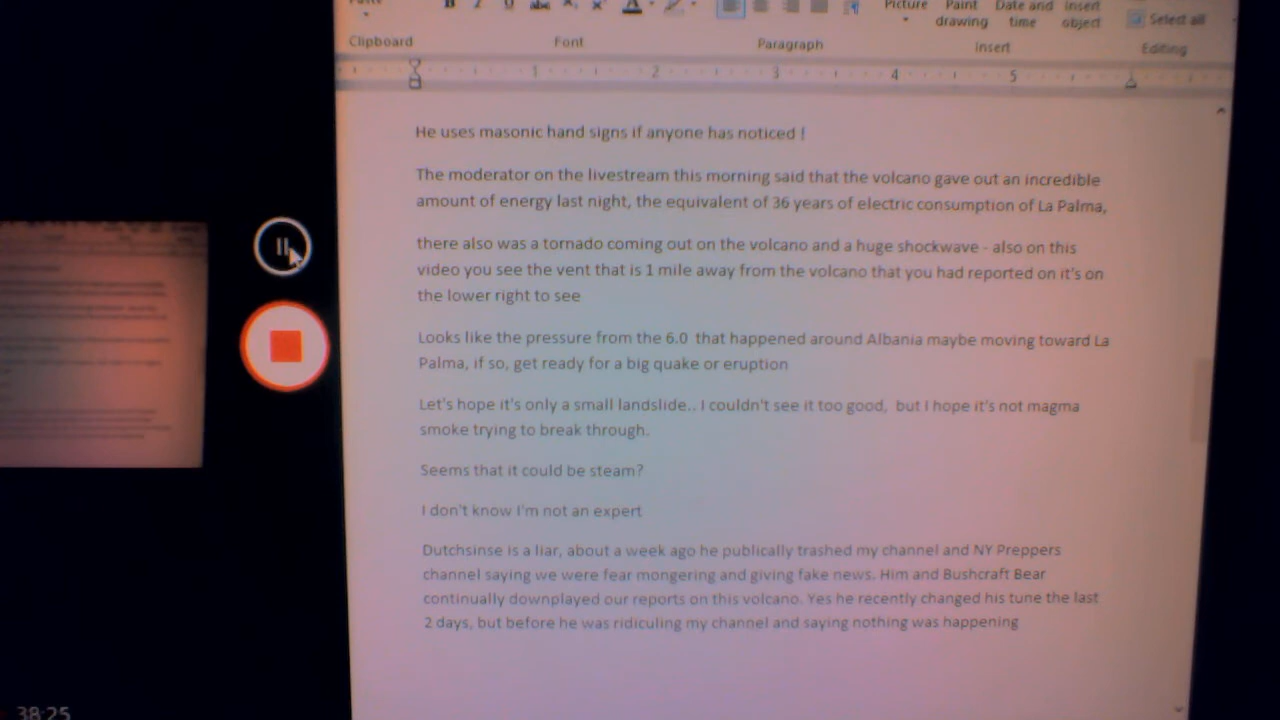 B I U abc X X A
Picture Paint drawing Date and time Insert object Select all
Clipboard Font Paragraph Insert Editing
1 2 3 4 5
He uses masonic hand signs if anyone has noticed !
The moderator on the livestream this morning said that the volcano gave out an incredible
amount of energy last night, the equivalent of 36 years of electric consumption of La Palma,
there also was a tornado coming out on the volcano and a huge shockwave - also on this
video you see the vent that is 1 mile away from the volcano that you had reported on it's on
the lower right to see
Looks like the pressure from the 6.0  that happened around Albania maybe moving toward La
Palma, if so, get ready for a big quake or eruption
Let's hope it's only a small landslide.. I couldn't see it too good,  but I hope it's not magma
smoke trying to break through.
Seems that it could be steam?
I don't know I'm not an expert
Dutchsinse is a liar, about a week ago he publically trashed my channel and NY Preppers
channel saying we were fear mongering and giving fake news. Him and Bushcraft Bear
continually downplayed our reports on this volcano. Yes he recently changed his tune the last
2 days, but before he was ridiculing my channel and saying nothing was happening
38:25